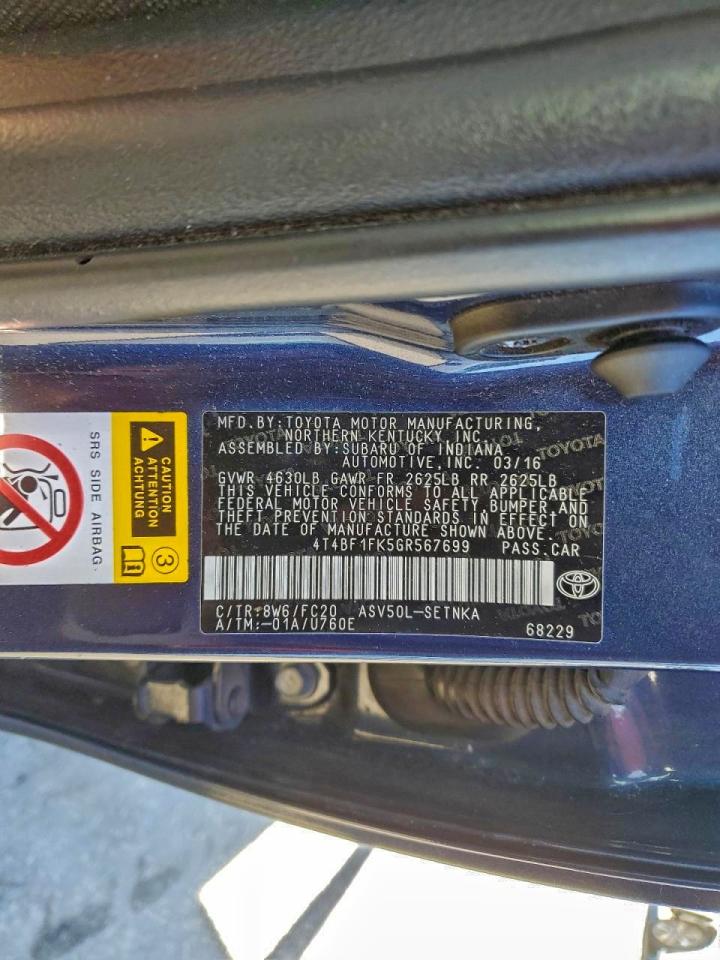 MFD.BY:TOYOTA MOTOR MANUFACTURING,
NORTHERN KENTUCKY, INC.
ASSEMBLED BY:SUBARU OF INDIANA
AUTOMOTIVE, INC. 03/16
GVWR 4630LB GAWR FR 2625LB RR 2625LB
THIS VEHICLE CONFORMS TO ALL APPLICABLE
FEDERAL MOTOR VEHICLE SAFETY,BUMPER,AND
THEFT PREVENTION STANDARDS IN EFFECT ON
THE DATE OF MANUFACTURE SHOWN ABOVE.
4T4BF1FK5GR567699 PASS.CAR
C/TR:8W6/FC20 ASV50L-SETNKA
A/TM:-01A/U760E 68229
CAUTION
ATTENTION
ACHTUNG
3
SRS SIDE AIRBAG
TOYOTA
TOYOTA
TOYOTA